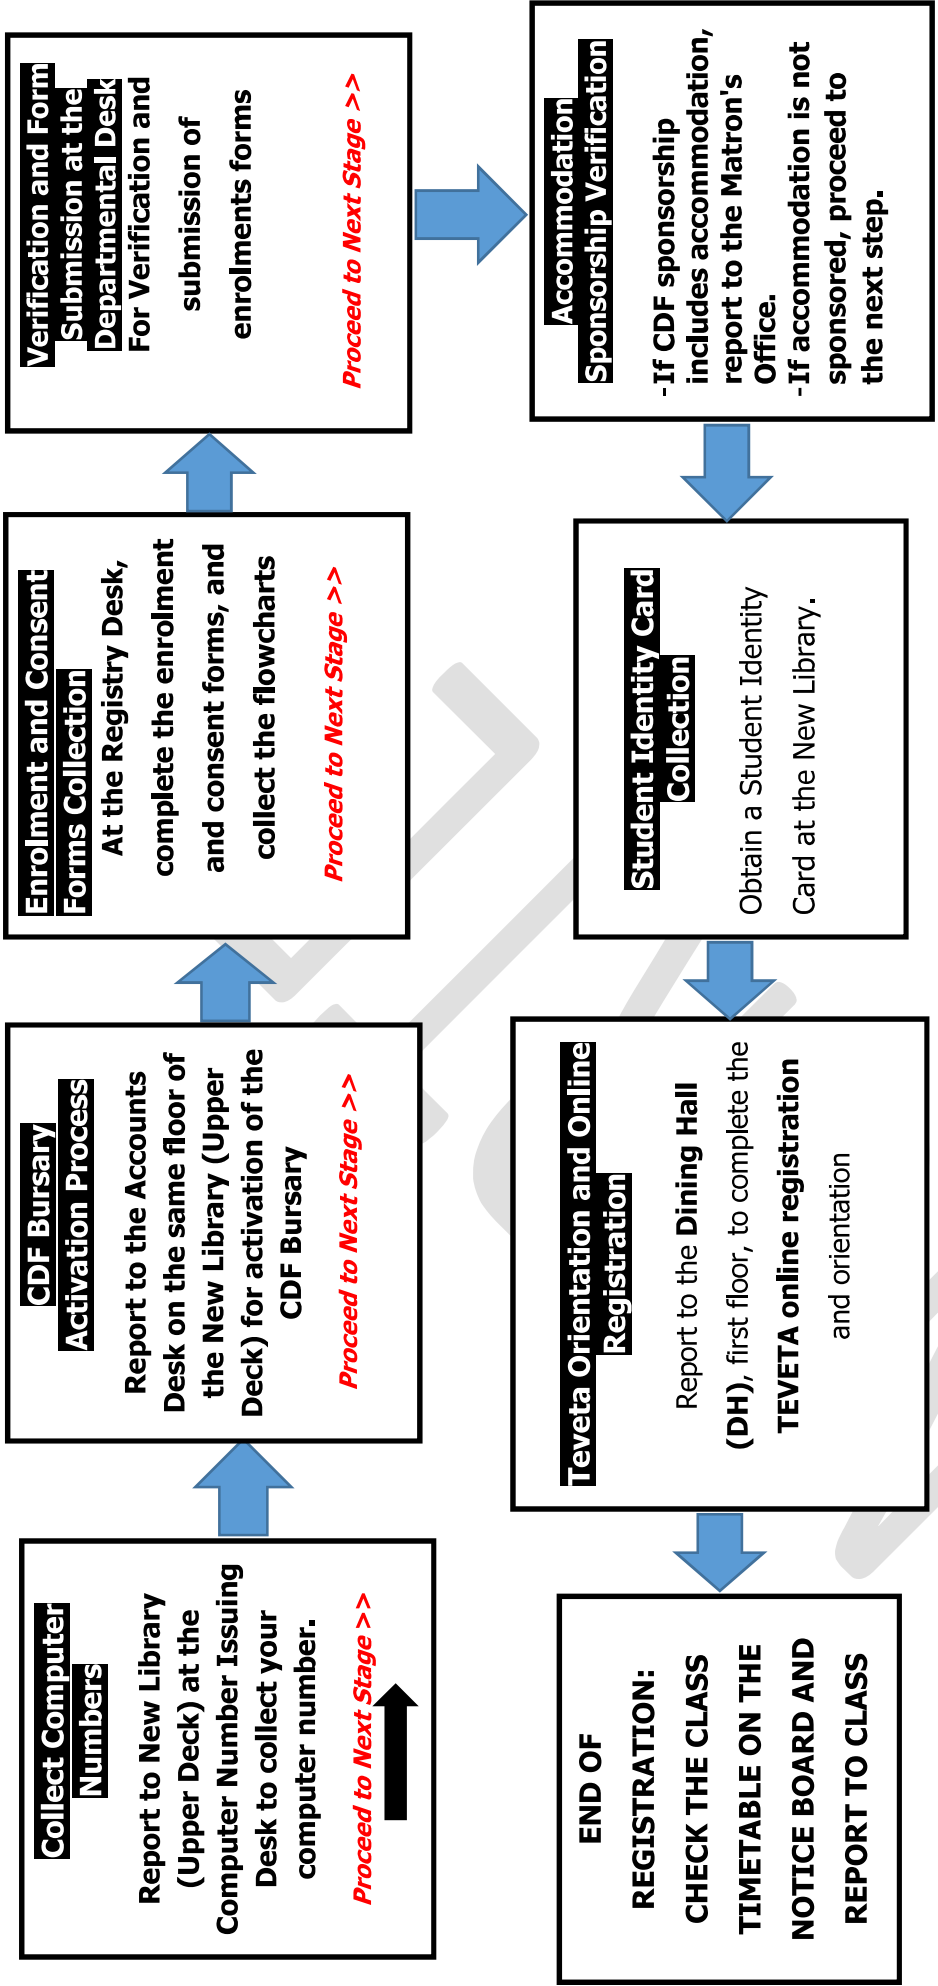 Collect Computer
Numbers
Report to New Library
(Upper Deck) at the
Computer Number Issuing
Desk to collect your
computer number.
Proceed to Next Stage >>
CDF Bursary
Activation Process
Report to the Accounts
Desk on the same floor of
the New Library (Upper
Deck) for activation of the
CDF Bursary
Proceed to Next Stage >>
Enrolment and Consent
Forms Collection
At the Registry Desk,
complete the enrolment
and consent forms, and
collect the flowcharts
Proceed to Next Stage >>
Verification and Form
Submission at the
Departmental Desk
For Verification and
submission of
enrolments forms
Proceed to Next Stage >>
Accommodation
Sponsorship Verification
-If CDF sponsorship
includes accommodation,
report to the Matron's
Office.
-If accommodation is not
sponsored, proceed to
the next step.
Student Identity Card
Collection
Obtain a Student Identity
Card at the New Library.
Teveta Orientation and Online
Registration
Report to the Dining Hall
(DH), first floor, to complete the
TEVETA online registration
and orientation
END OF
REGISTRATION:
CHECK THE CLASS
TIMETABLE ON THE
NOTICE BOARD AND
REPORT TO CLASS